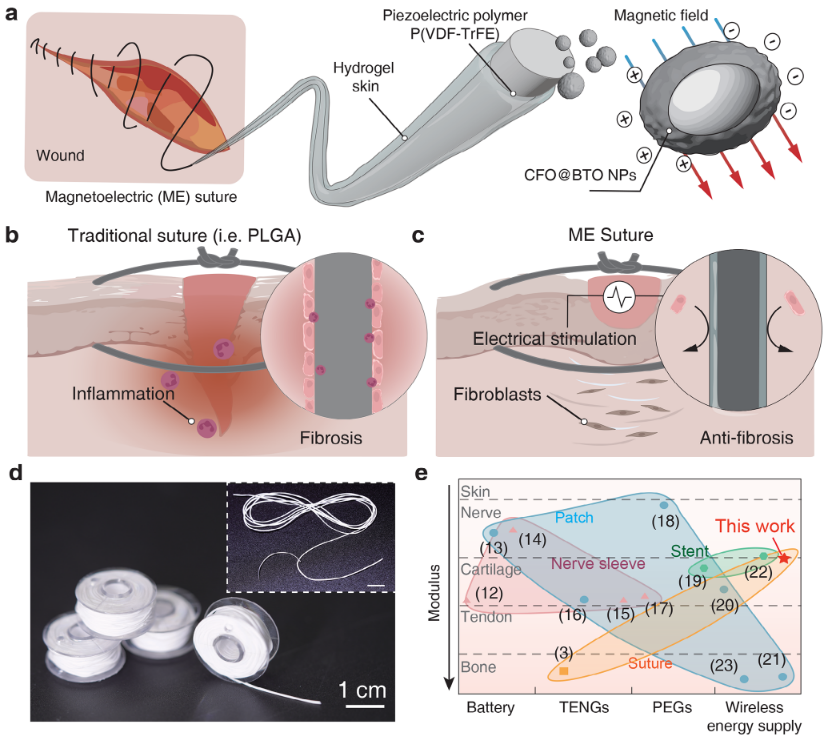 a
Piezoelectric polymer
P(VDF-TrFE)
Magnetic field
Hydrogel
skin
Wound
CFO@BTO NPs
Magnetoelectric (ME) suture
b
Traditional suture (i.e. PLGA)
Inflammation
Fibrosis
c
ME Suture
Electrical stimulation
Fibroblasts
Anti-fibrosis
d
1 cm
e
Modulus
Skin
Nerve
Cartilage
Tendon
Bone
Patch
Nerve sleeve
Stent
Suture
This work
(18)
(13)
(14)
(12)
(16)
(15)
(17)
(19)
(22)
(20)
(3)
(23)
(21)
Battery
TENGs
PEGs
Wireless
energy supply